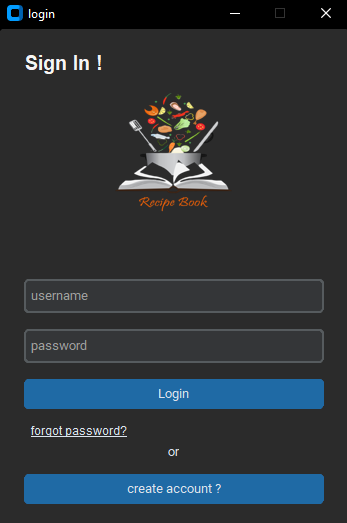 login
Sign In !
Recipe Book
username
password
Login
forgot password?
or
create account ?